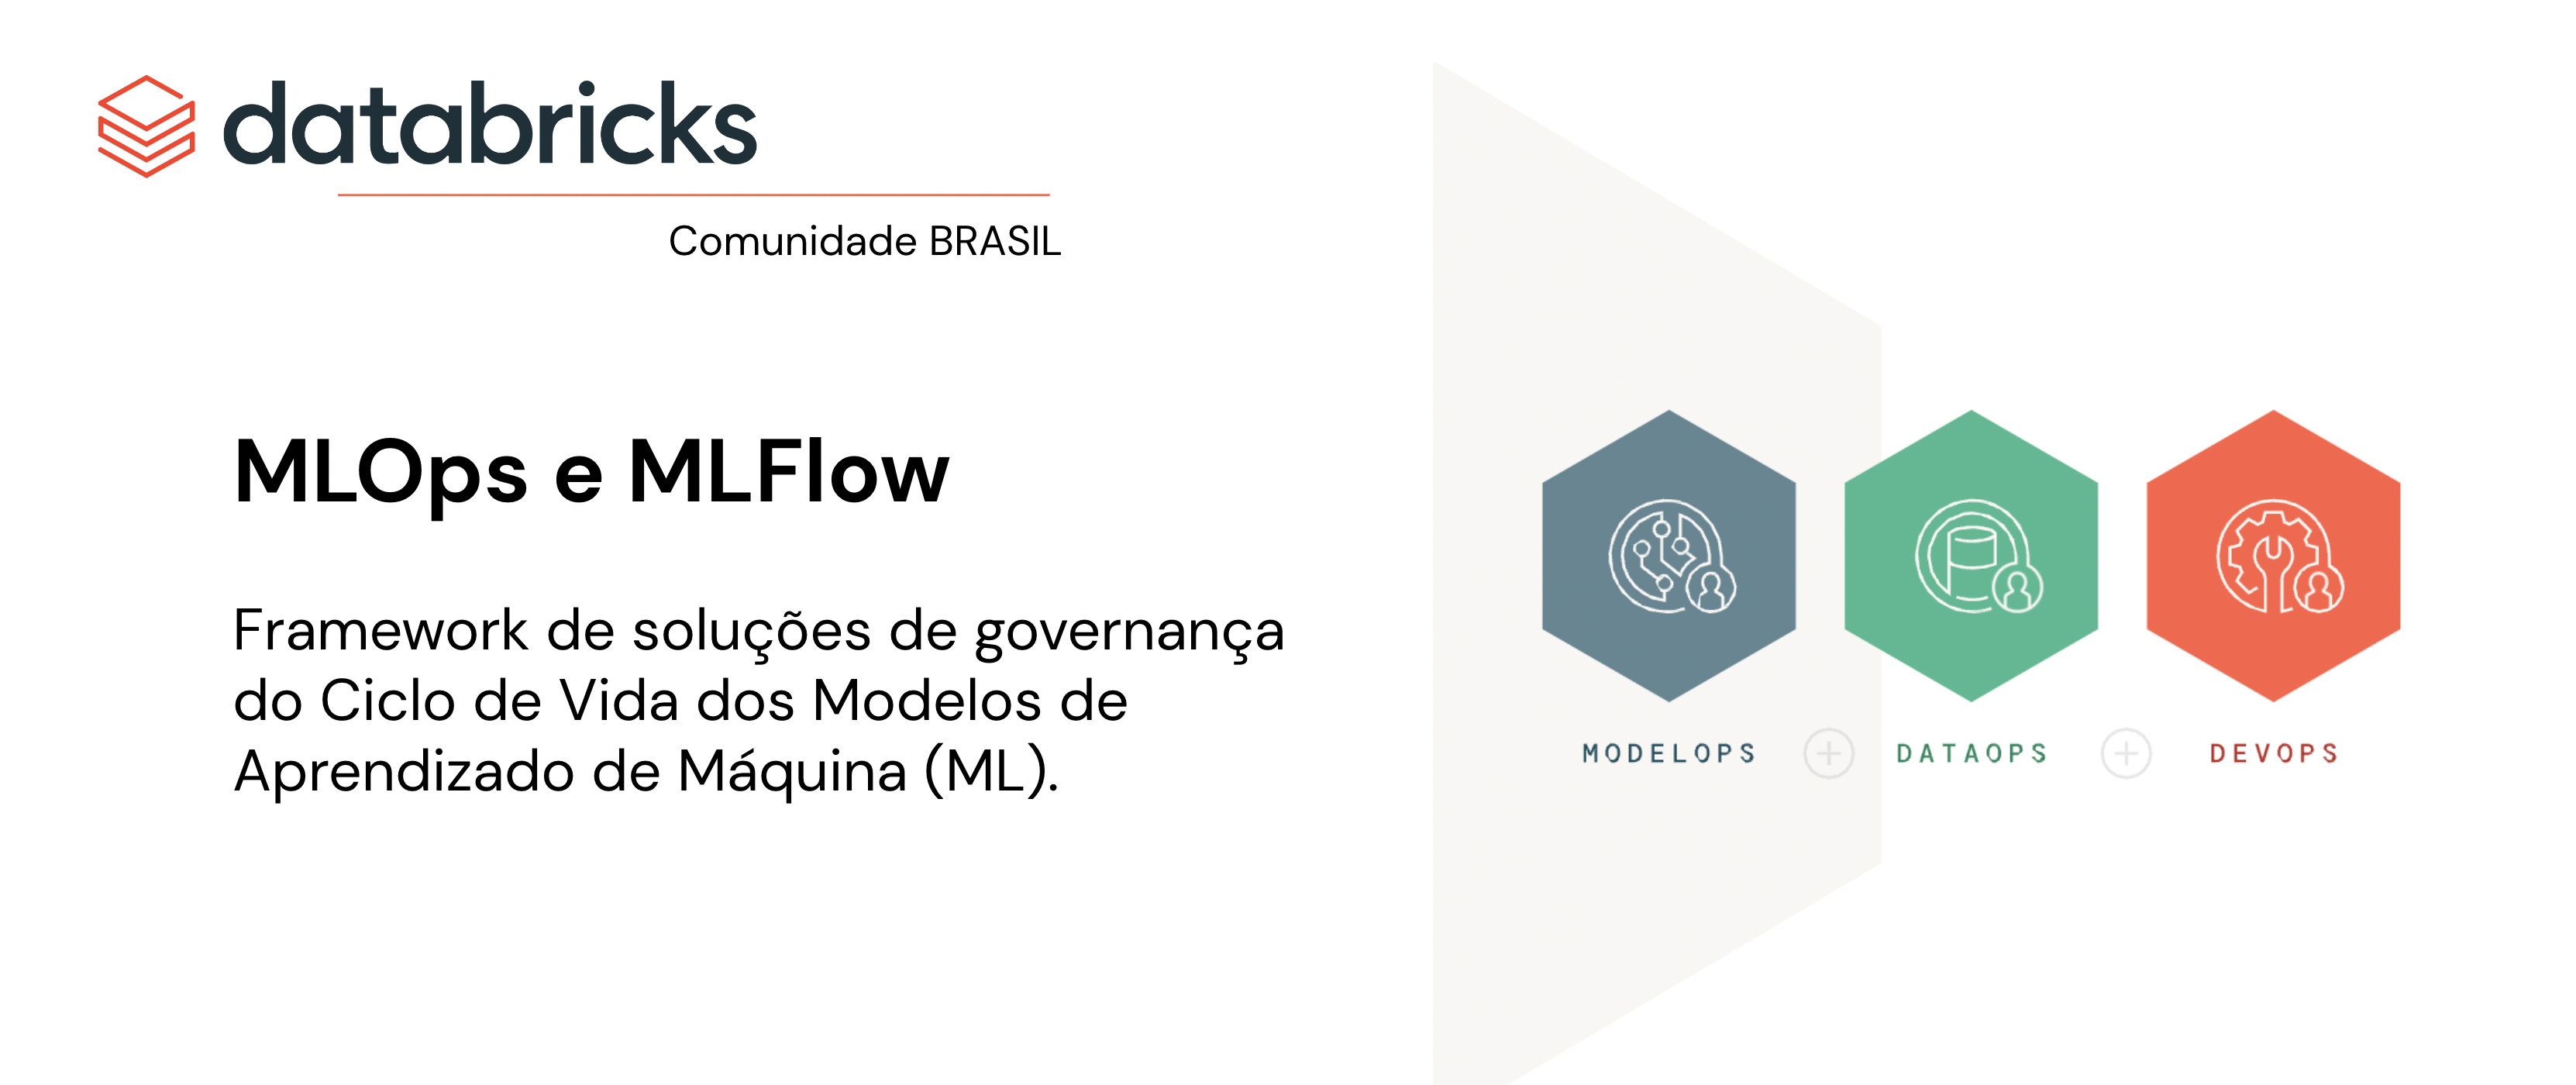 databricks
Comunidade BRASIL
MLOps e MLFlow
Framework de soluções de governança
do Ciclo de Vida dos Modelos de
Aprendizado de Máquina (ML).
MODELOPS + DATAOPS + DEVOPS